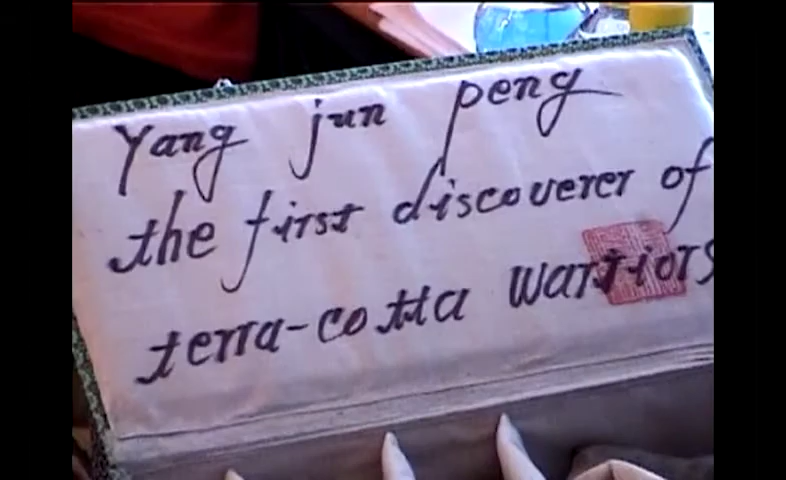 Yang jun peng
the first discoverer of
terra-cotta warriors